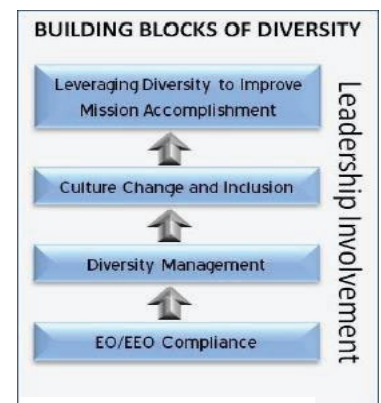 BUILDING BLOCKS OF DIVERSITY
Leveraging Diversity to Improve
Mission Accomplishment
Culture Change and Inclusion
Diversity Management
EO/EEO Compliance
Leadership Involvement